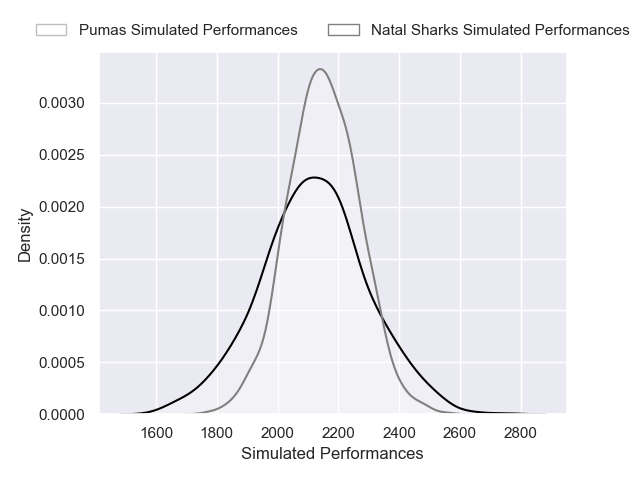 Pumas Simulated Performances
Natal Sharks Simulated Performances
0.0030
0.0025
0.0020
0.0015
0.0010
0.0005
0.0000
Density
1600 1800 2000 2200 2400 2600 2800
Simulated Performances